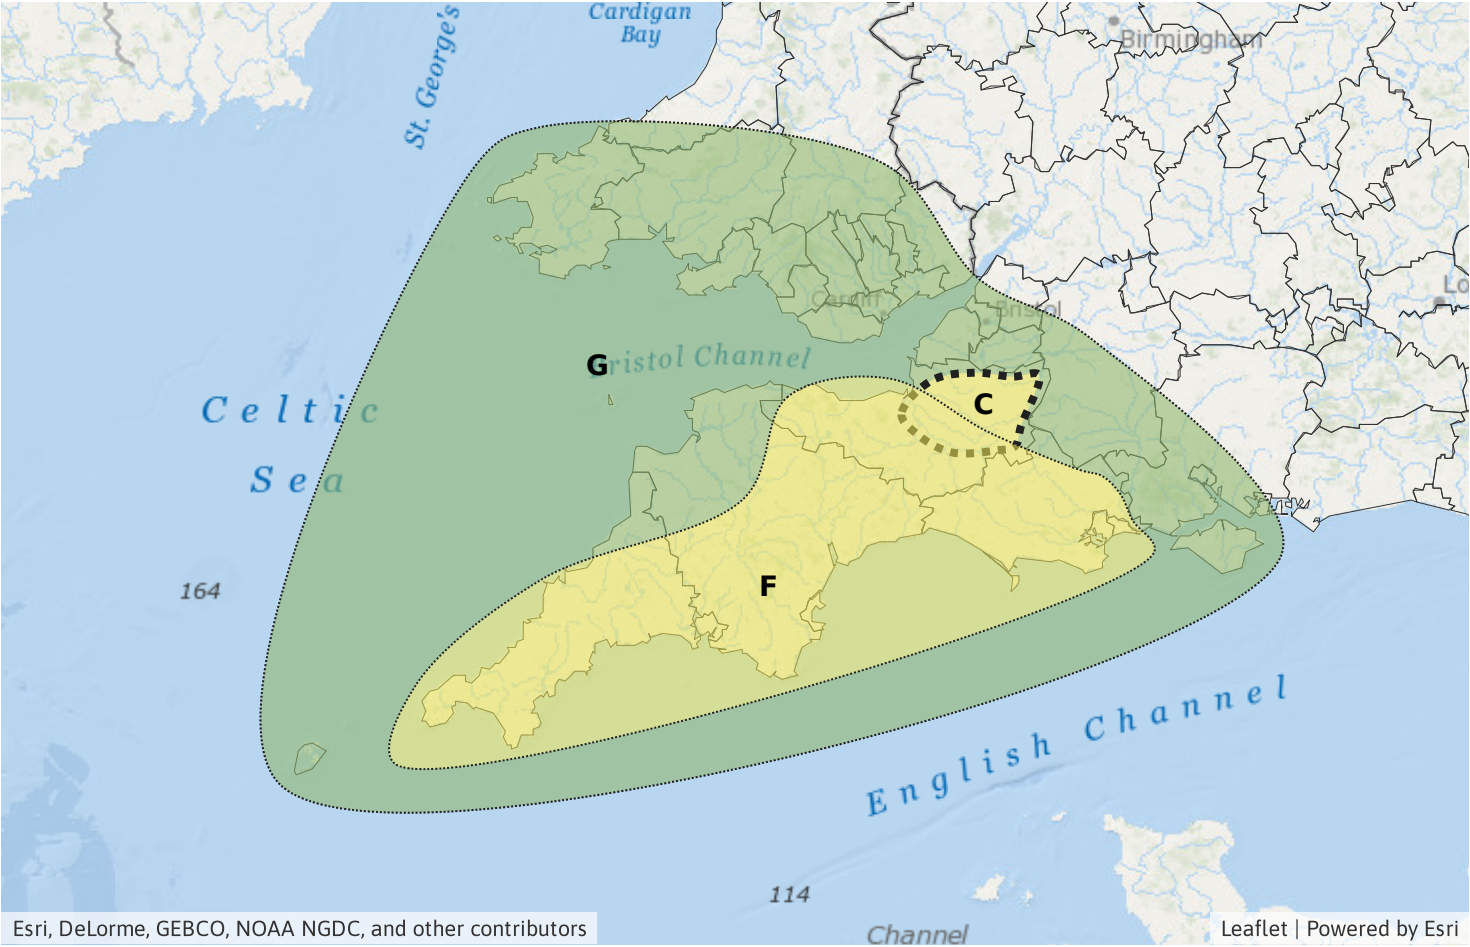 Cardigan
Bay
St. George's
Birmingham
Cardiff
Bristol
Lo
G
Bristol Channel
C
Celtic
Sea
164
F
English Channel
114
Channel
Esri, DeLorme, GEBCO, NOAA NGDC, and other contributors
Leaflet | Powered by Esri